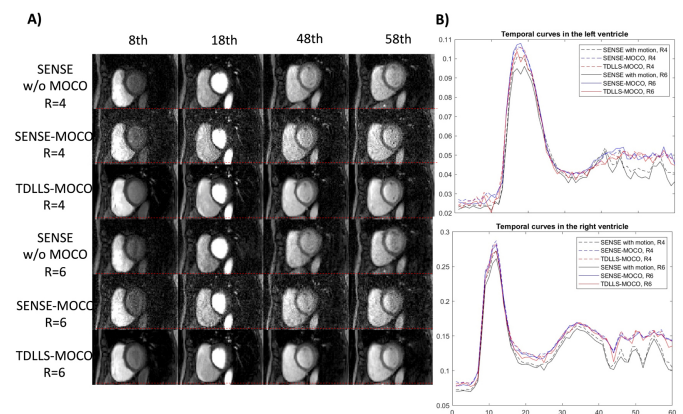 A)
8th 18th 48th 58th
SENSE
w/o MOCO
R=4
SENSE-MOCO
R=4
TDLLS-MOCO
R=4
SENSE
w/o MOCO
R=6
SENSE-MOCO
R=6
TDLLS-MOCO
R=6
B)
Temporal curves in the left ventricle
0.11
0.1
0.09
0.08
0.07
0.06
0.05
0.04
0.03
0.02
SENSE with motion, R4
SENSE-MOCO, R4
TDLLS-MOCO, R4
SENSE with motion, R6
SENSE-MOCO, R6
TDLLS-MOCO, R6
Temporal curves in the right ventricle
0.3
0.25
0.2
0.15
0.1
0.05
SENSE with motion, R4
SENSE-MOCO, R4
TDLLS-MOCO, R4
SENSE with motion, R6
SENSE-MOCO, R6
TDLLS-MOCO, R6
0 10 20 30 40 50 60